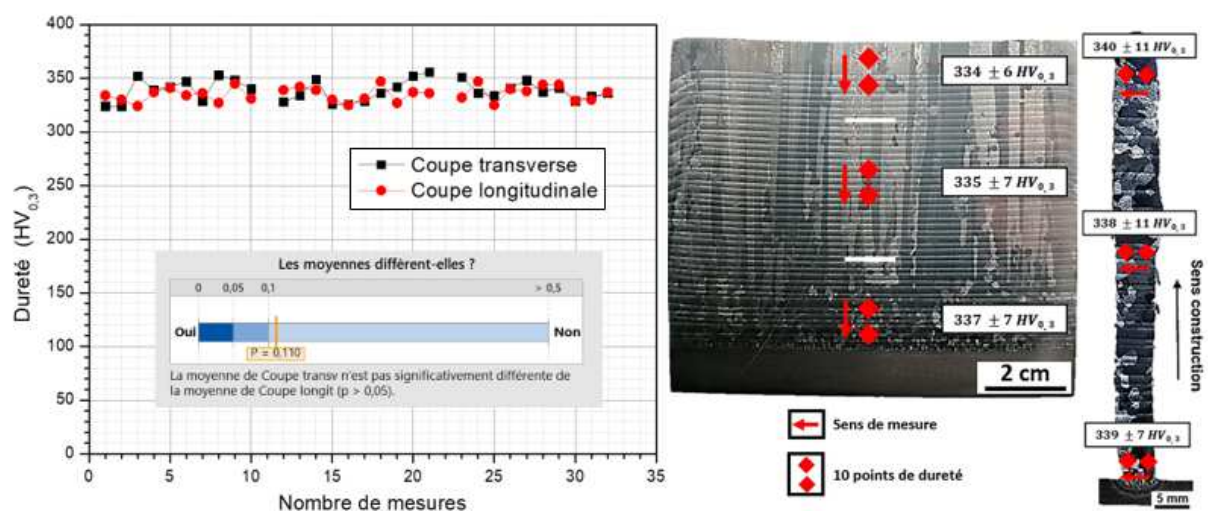 400
350
300
250
200
150
100
50
0
Dureté (HV0,3)
Coupe transverse
Coupe longitudinale
Les moyennes diffèrent-elles ?
0 0,05 0,1 > 0,5
Oui Non
P = 0,110
La moyenne de Coupe transv n'est pas significativement différente de
la moyenne de Coupe longit (p > 0,05).
0 5 10 15 20 25 30 35
Nombre de mesures
334 ± 6 HV0,3
335 ± 7 HV0,3
337 ± 7 HV0,3
2 cm
Sens de mesure
10 points de dureté
340 ± 11 HV0,3
338 ± 11 HV0,3
Sens construction
339 ± 7 HV0,3
5 mm